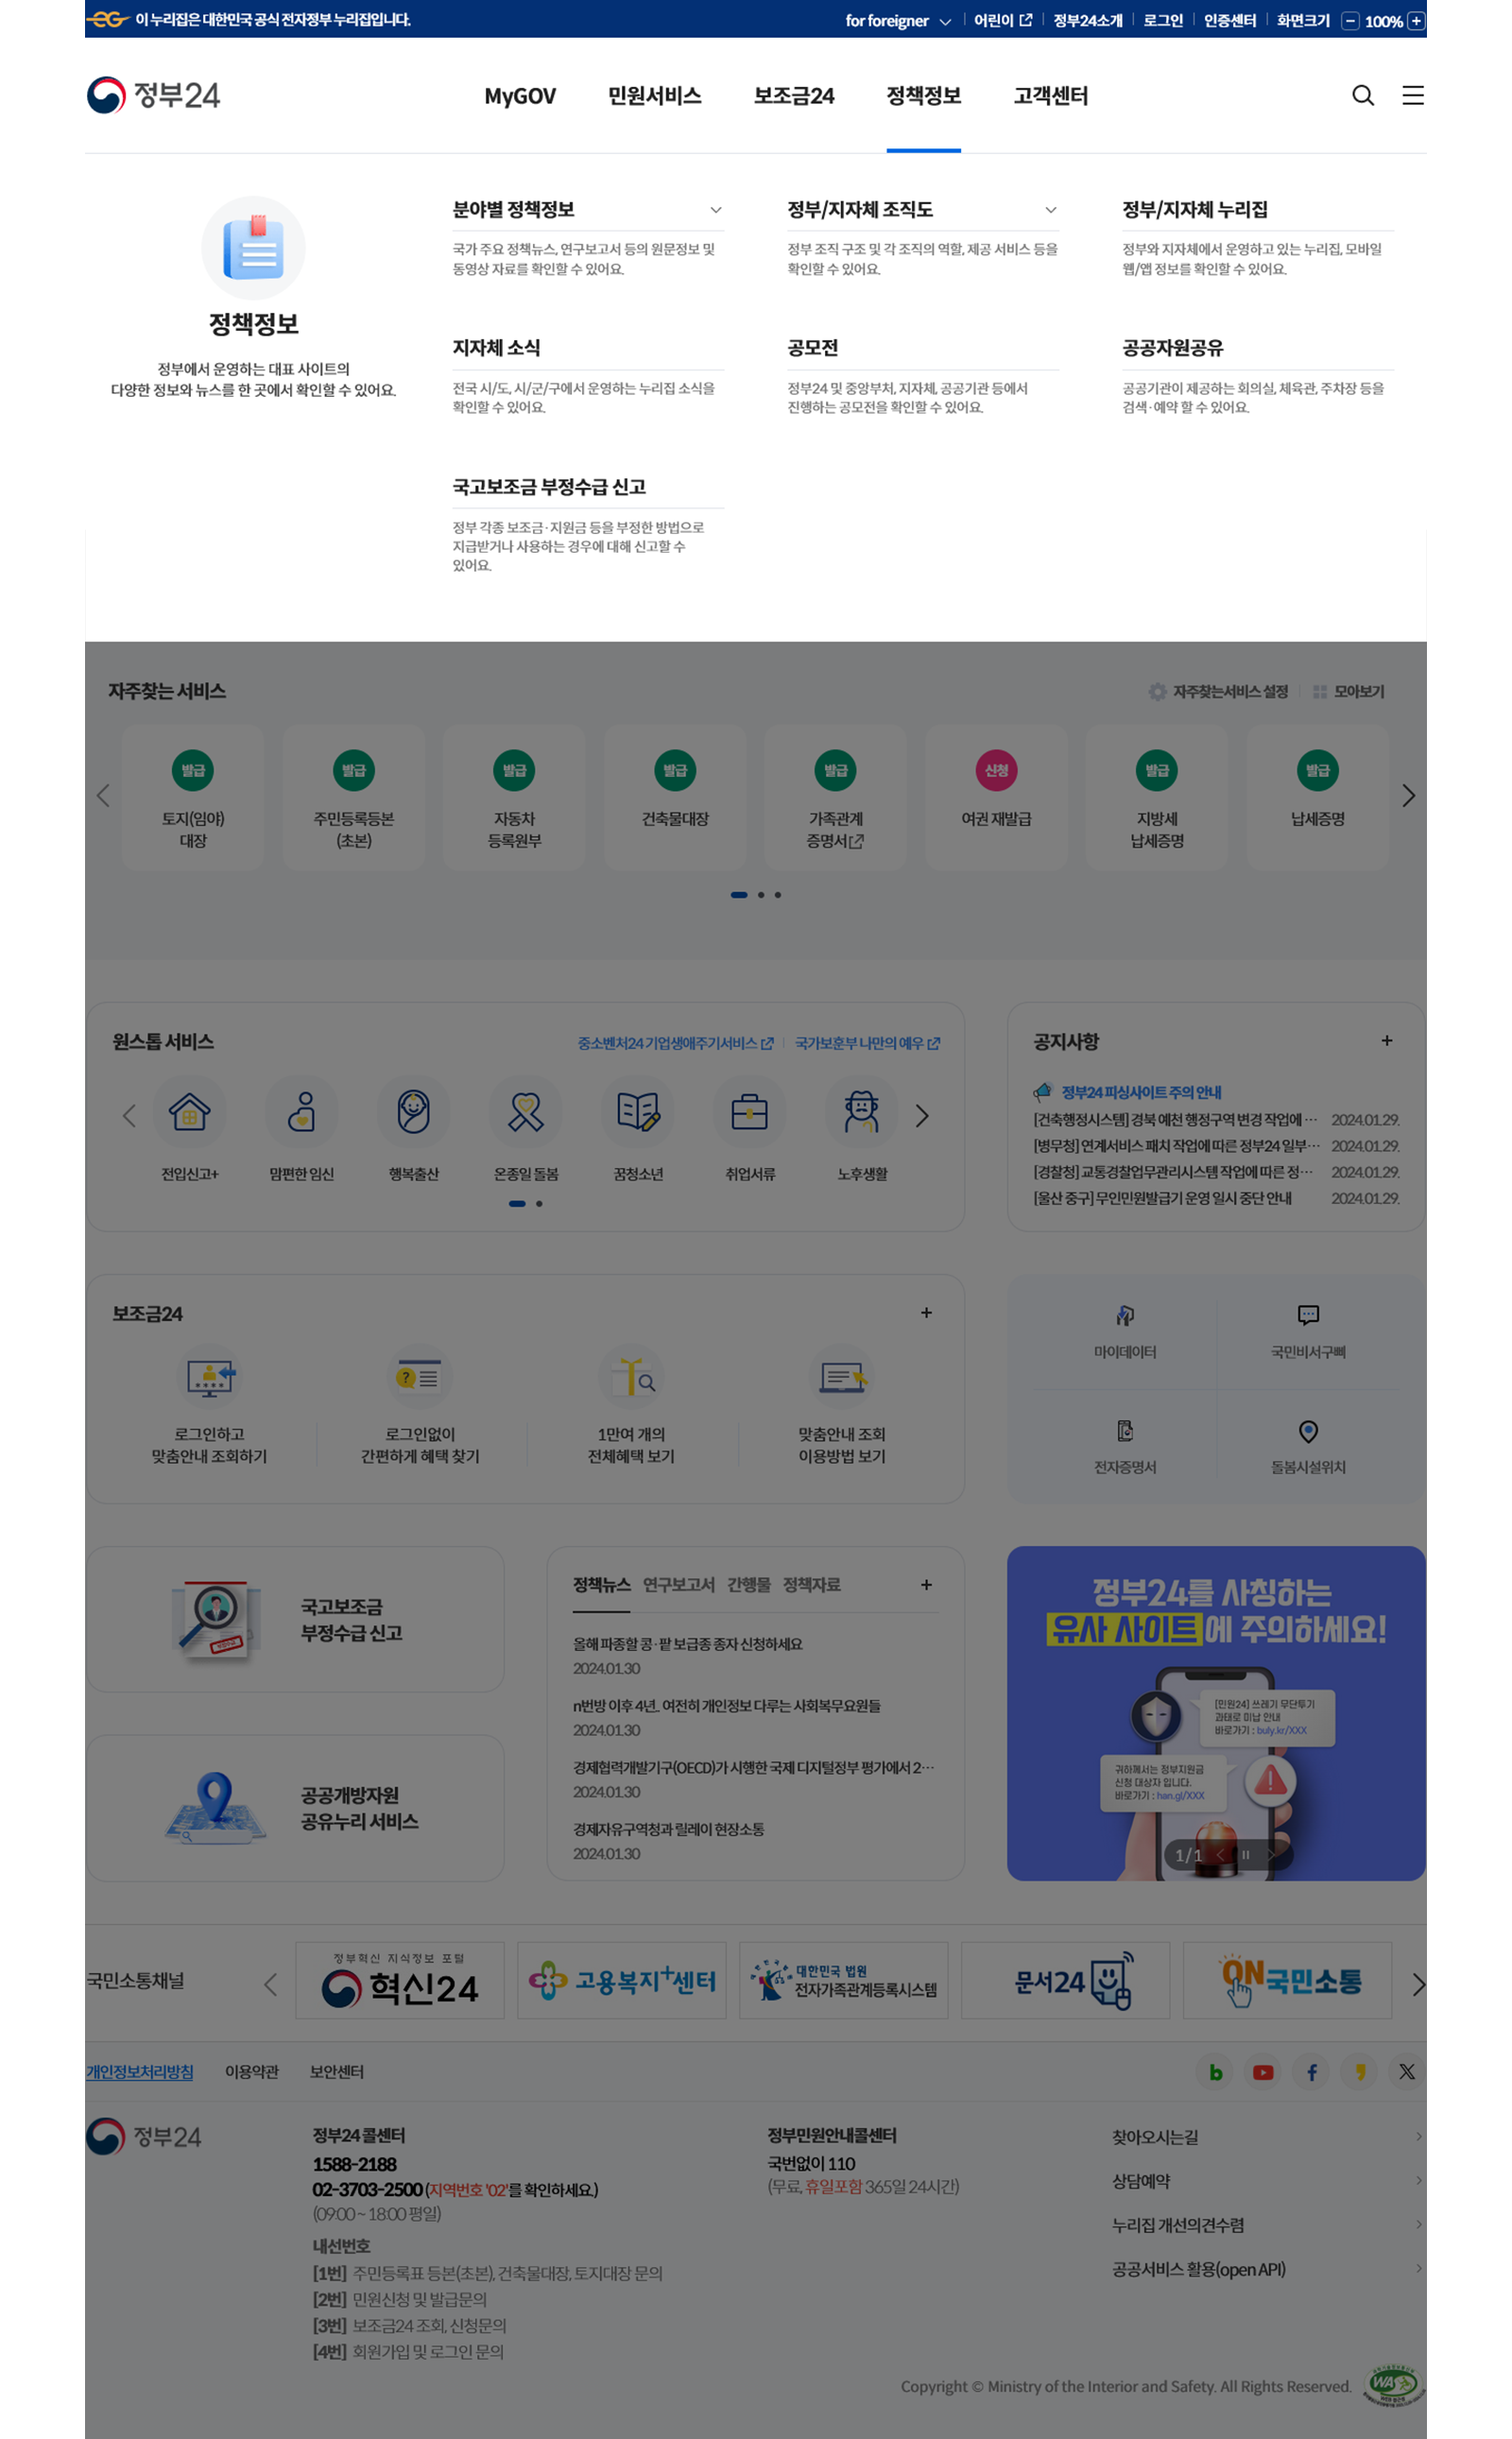 이 누리집은 대한민국 공식 전자정부 누리집입니다.
for foreigner 어린이 정부24소개 로그인 인증센터 화면크기 100%
정부24
MyGOV 민원서비스 보조금24 정책정보 고객센터
정책정보
정부에서 운영하는 대표 사이트의
다양한 정보와 뉴스를 한 곳에서 확인할 수 있어요.
분야별 정책정보
국가 주요 정책뉴스, 연구보고서 등의 원문정보 및
동영상 자료를 확인할 수 있어요.
정부/지자체 조직도
정부 조직 구조 및 각 조직의 역할, 제공 서비스 등을
확인할 수 있어요.
정부/지자체 누리집
정부와 지자체에서 운영하고 있는 누리집, 모바일
웹/앱 정보를 확인할 수 있어요.
지자체 소식
전국 시/도, 시/군/구에서 운영하는 누리집 소식을
확인할 수 있어요.
공모전
정부24 및 중앙부처, 지자체, 공공기관 등에서
진행하는 공모전을 확인할 수 있어요.
공공자원공유
공공기관이 제공하는 회의실, 체육관, 주차장 등을
검색·예약 할 수 있어요.
국고보조금 부정수급 신고
정부 각종 보조금·지원금 등을 부정한 방법으로
지급받거나 사용하는 경우에 대해 신고할 수
있어요.
자주찾는 서비스
자주찾는서비스 설정 모아보기
발급
토지(임야)
대장
발급
주민등록등본
(초본)
발급
자동차
등록원부
발급
건축물대장
발급
가족관계
증명서
신청
여권 재발급
발급
지방세
납세증명
발급
납세증명
원스톱 서비스
중소벤처24 기업생애주기서비스 국가보훈부 나만의 예우
전입신고+ 맘편한 임신 행복출산 온종일 돌봄 꿈청소년 취업서류 노후생활
공지사항 +
정부24 피싱사이트 주의 안내
[건축행정시스템] 경북 예천 행정구역 변경 작업에 … 2024.01.29.
[병무청] 연계서비스 패치 작업에 따른 정부24 일부… 2024.01.29.
[경찰청] 교통경찰업무관리시스템 작업에 따른 정… 2024.01.29.
[울산 중구] 무인민원발급기 운영 일시 중단 안내 2024.01.29.
보조금24 +
로그인하고
맞춤안내 조회하기
로그인없이
간편하게 혜택 찾기
1만여 개의
전체혜택 보기
맞춤안내 조회
이용방법 보기
마이데이터 국민비서구삐
전자증명서 돌봄시설위치
국고보조금
부정수급 신고
공공개방자원
공유누리 서비스
정책뉴스 연구보고서 간행물 정책자료 +
올해 파종할 콩·팥 보급종 종자 신청하세요
2024.01.30
n번방 이후 4년.. 여전히 개인정보 다루는 사회복무요원들
2024.01.30
경제협력개발기구(OECD)가 시행한 국제 디지털정부 평가에서 2…
2024.01.30
경제자유구역청과 릴레이 현장소통
2024.01.30
정부24를 사칭하는
유사 사이트에 주의하세요!
[민원24] 쓰레기 무단투기
과태료 미납 안내
바로가기 : buly.kr/XXX
귀하께서는 정부지원금
신청 대상자 입니다.
바로가기 : han.gl/XXX
1/1
국민소통채널
정부혁신 지식정보 포털
혁신24
고용복지+센터
대한민국 법원
전자가족관계등록시스템
문서24
ON국민소통
개인정보처리방침 이용약관 보안센터
정부24
정부24 콜센터
1588-2188
02-3703-2500 (지역번호 '02'를 확인하세요.)
(09:00 ~ 18:00 평일)
내선번호
[1번] 주민등록표 등본(초본), 건축물대장, 토지대장 문의
[2번] 민원신청 및 발급문의
[3번] 보조금24 조회, 신청문의
[4번] 회원가입 및 로그인 문의
정부민원안내콜센터
국번없이 110
(무료, 휴일포함 365일 24시간)
찾아오시는길
상담예약
누리집 개선의견수렴
공공서비스 활용(open API)
Copyright © Ministry of the Interior and Safety. All Rights Reserved.
WA